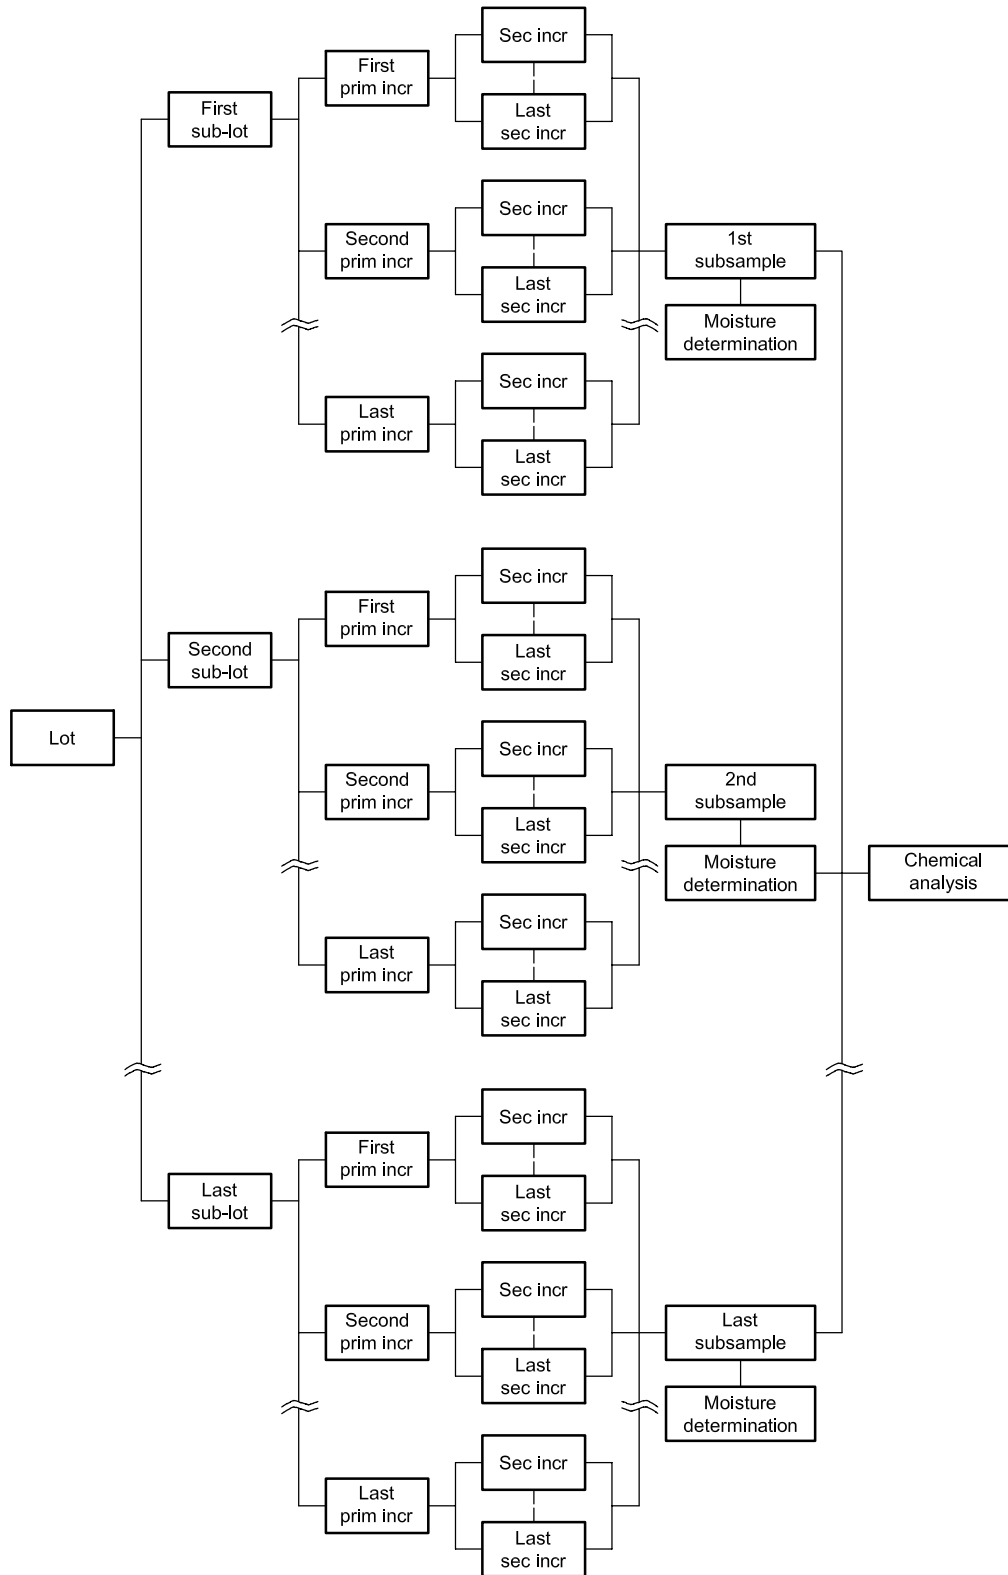 Sec incr
First
prim incr
Last
sec incr
First
sub-lot
Sec incr
Second
prim incr
Last
sec incr
1st
subsample
Moisture
determination
Sec incr
Last
prim incr
Last
sec incr
Sec incr
First
prim incr
Last
sec incr
Second
sub-lot
Lot
Sec incr
Second
prim incr
Last
sec incr
2nd
subsample
Moisture
determination
Chemical
analysis
Sec incr
Last
prim incr
Last
sec incr
Sec incr
First
prim incr
Last
sec incr
Last
sub-lot
Sec incr
Second
prim incr
Last
sec incr
Last
subsample
Moisture
determination
Sec incr
Last
prim incr
Last
sec incr